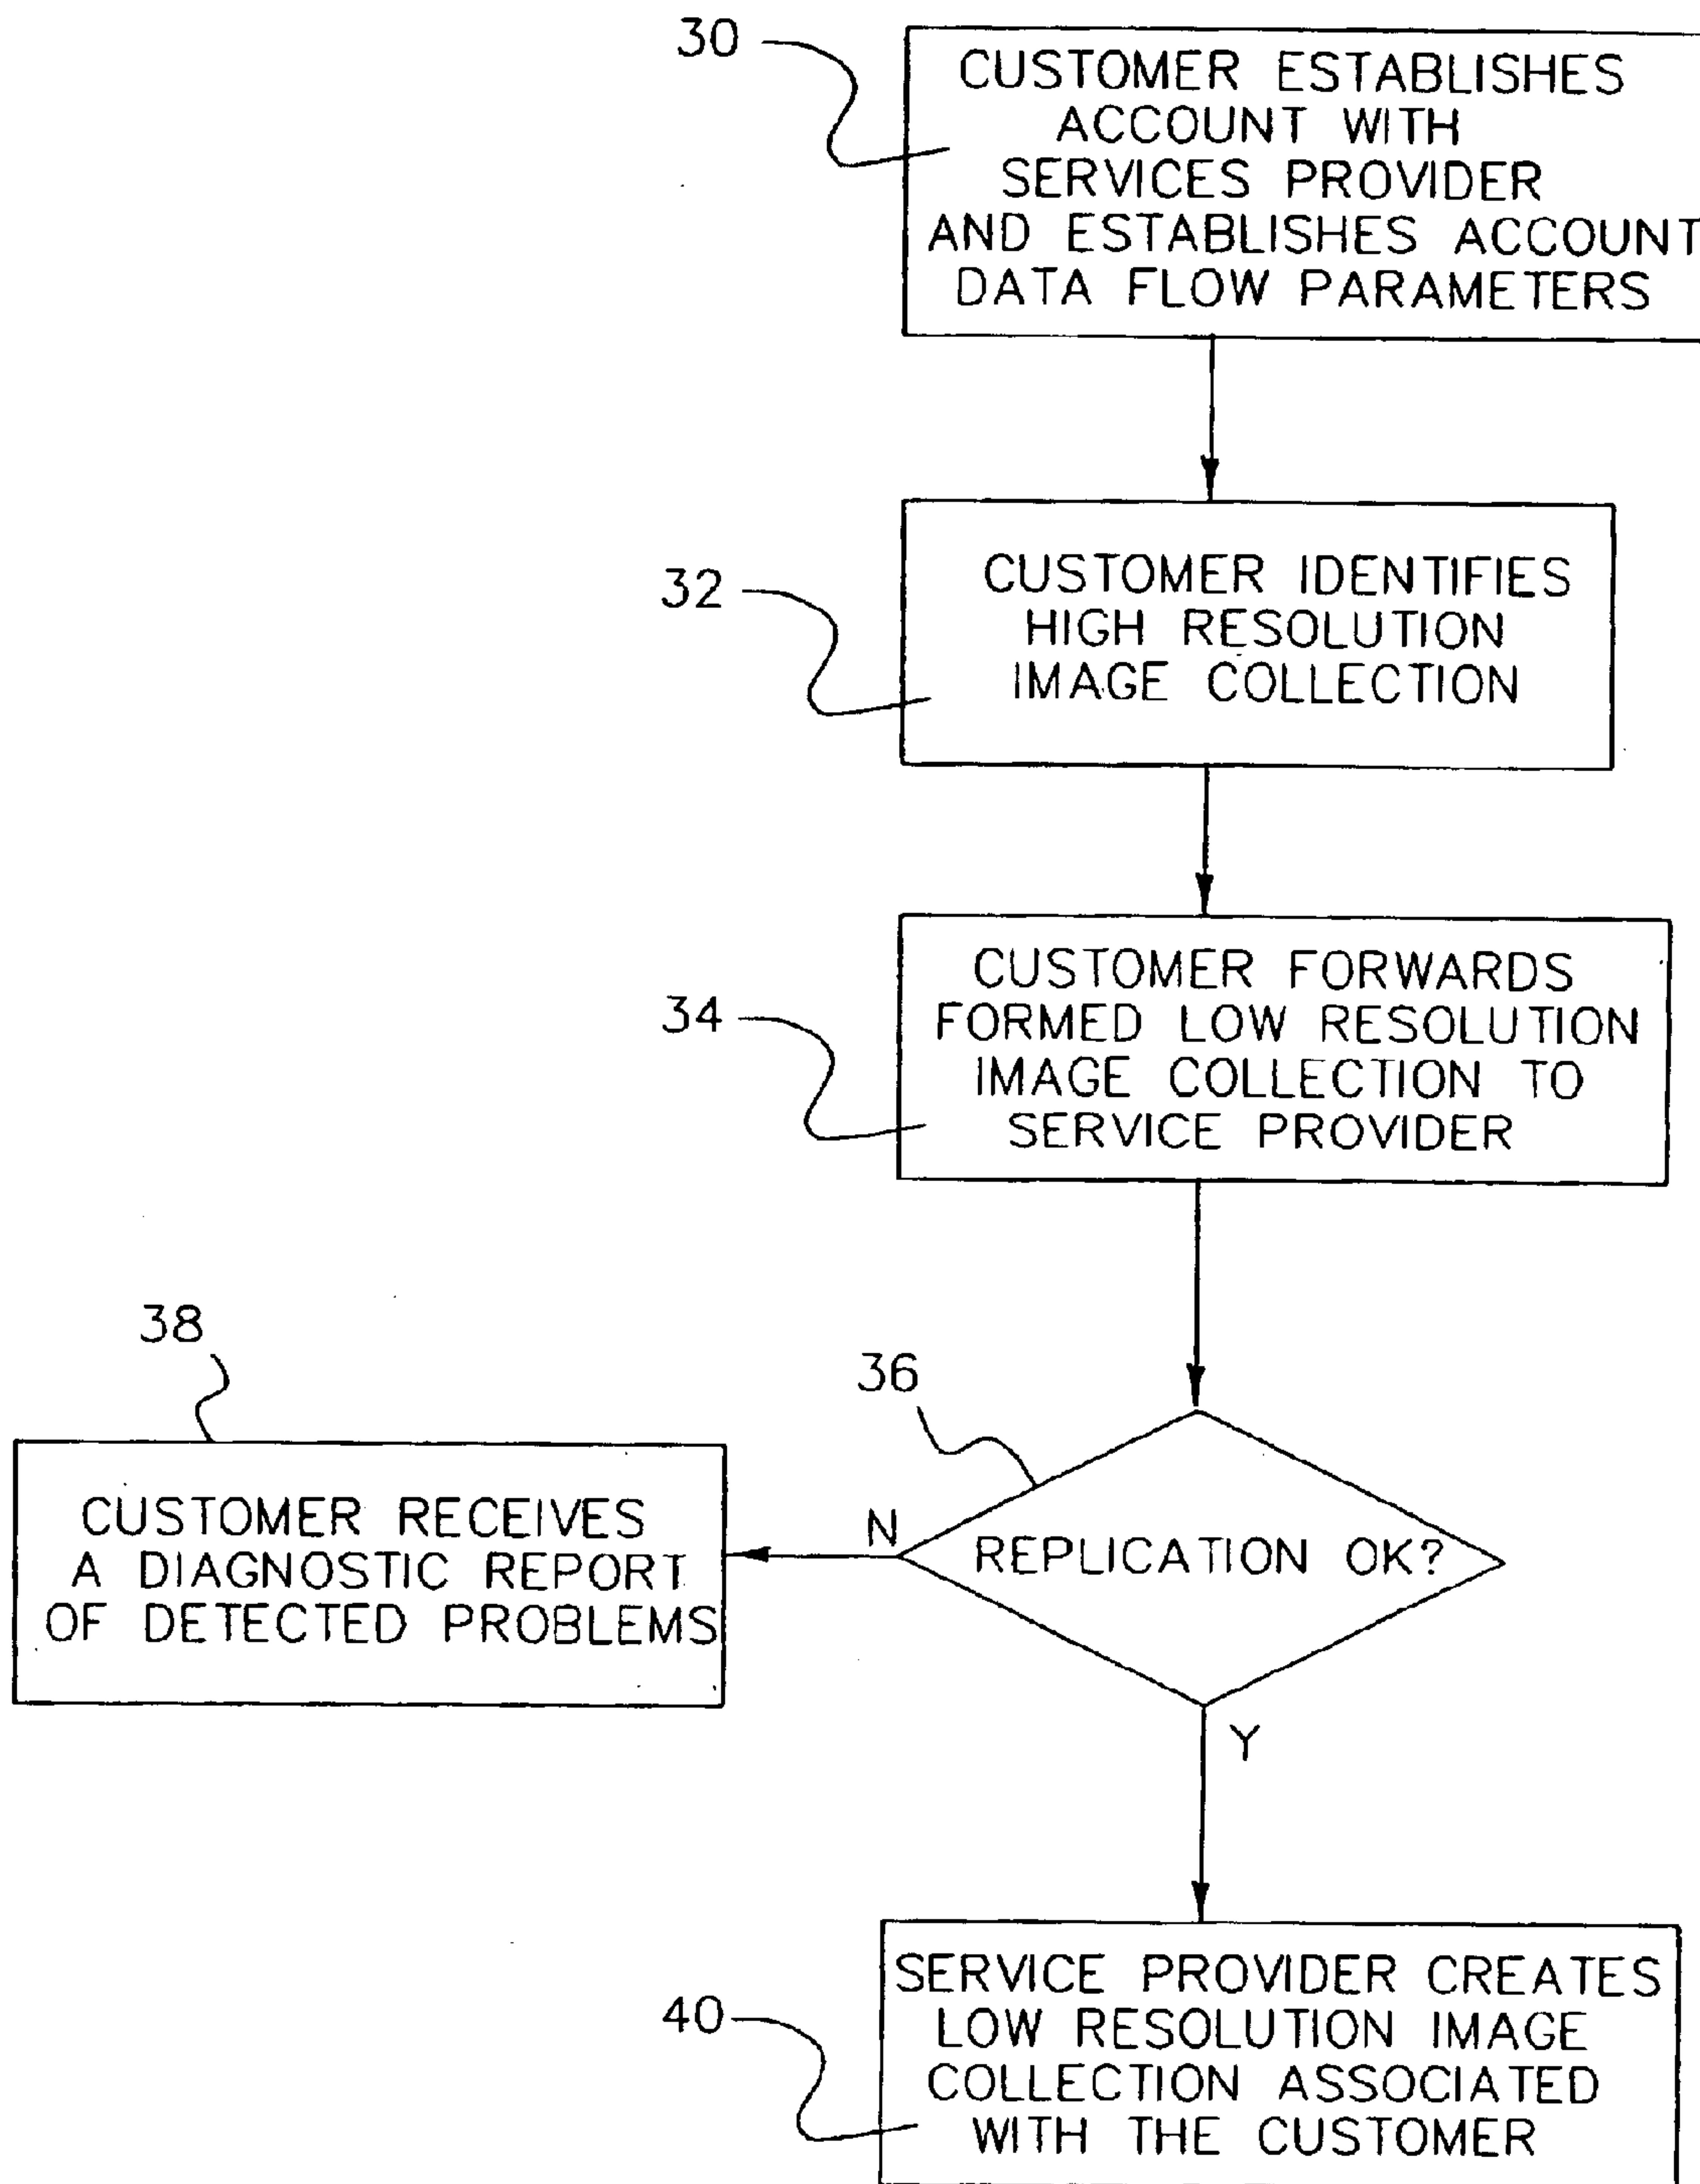 30
CUSTOMER ESTABLISHES
ACCOUNT WITH
SERVICES PROVIDER
AND ESTABLISHES ACCOUNT
DATA FLOW PARAMETERS
32
CUSTOMER IDENTIFIES
HIGH RESOLUTION
IMAGE COLLECTION
34
CUSTOMER FORWARDS
FORMED LOW RESOLUTION
IMAGE COLLECTION TO
SERVICE PROVIDER
36
REPLICATION OK?
N
Y
38
CUSTOMER RECEIVES
A DIAGNOSTIC REPORT
OF DETECTED PROBLEMS
40
SERVICE PROVIDER CREATES
LOW RESOLUTION IMAGE
COLLECTION ASSOCIATED
WITH THE CUSTOMER